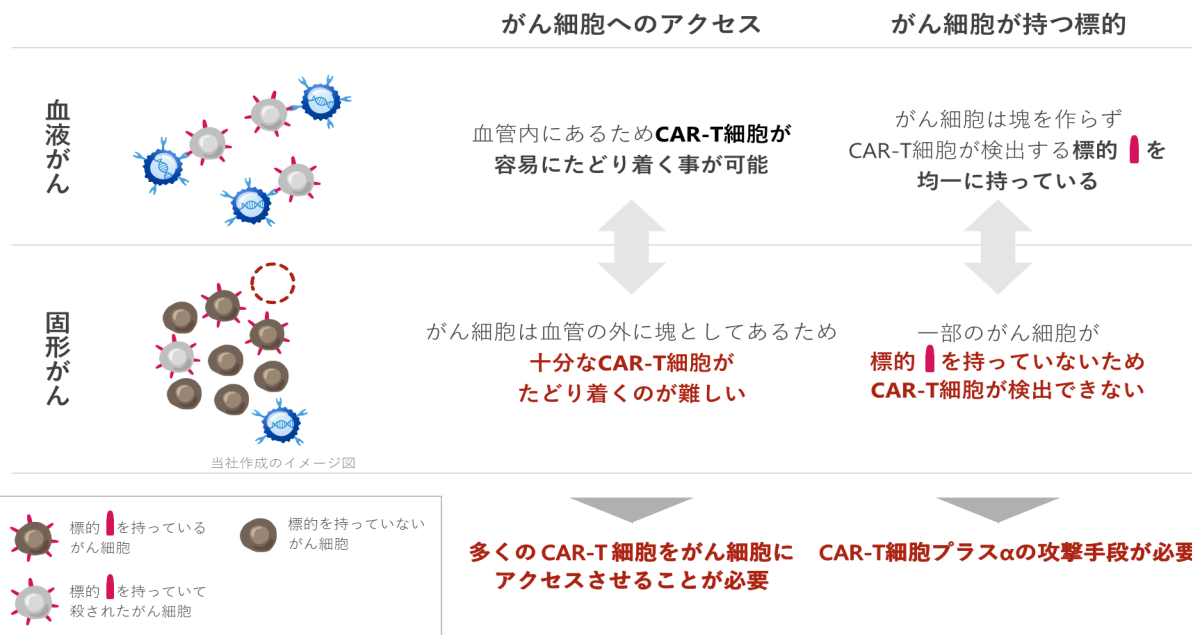 がん細胞へのアクセス
がん細胞が持つ標的
血液がん
血管内にあるためCAR-T細胞が
容易にたどり着く事が可能
がん細胞は塊を作らず
CAR-T細胞が検出する標的 を
均一に持っている
固形がん
がん細胞は血管の外に塊としてあるため
十分なCAR-T細胞が
たどり着くのが難しい
一部のがん細胞が
標的 を持っていないため
CAR-T細胞が検出できない
当社作成のイメージ図
標的 を持っている
がん細胞
標的を持っていない
がん細胞
標的 を持っていて
殺されたがん細胞
多くのCAR-T細胞をがん細胞に
アクセスさせることが必要
CAR-T細胞プラスαの攻撃手段が必要